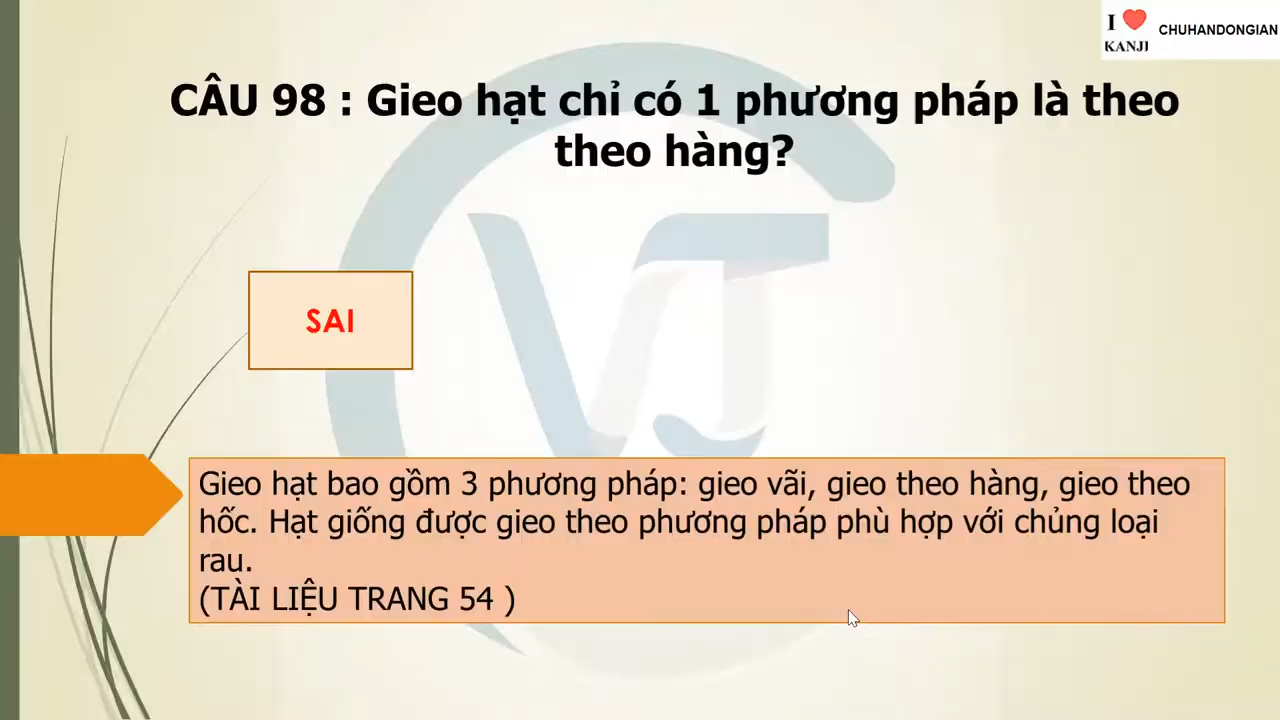 I ❤ CHUHANDONGIAN
KANJI
CÂU 98 : Gieo hạt chỉ có 1 phương pháp là theo
theo hàng?
VT
SAI
Gieo hạt bao gồm 3 phương pháp: gieo vãi, gieo theo hàng, gieo theo
hốc. Hạt giống được gieo theo phương pháp phù hợp với chủng loại
rau.
(TÀI LIỆU TRANG 54 )